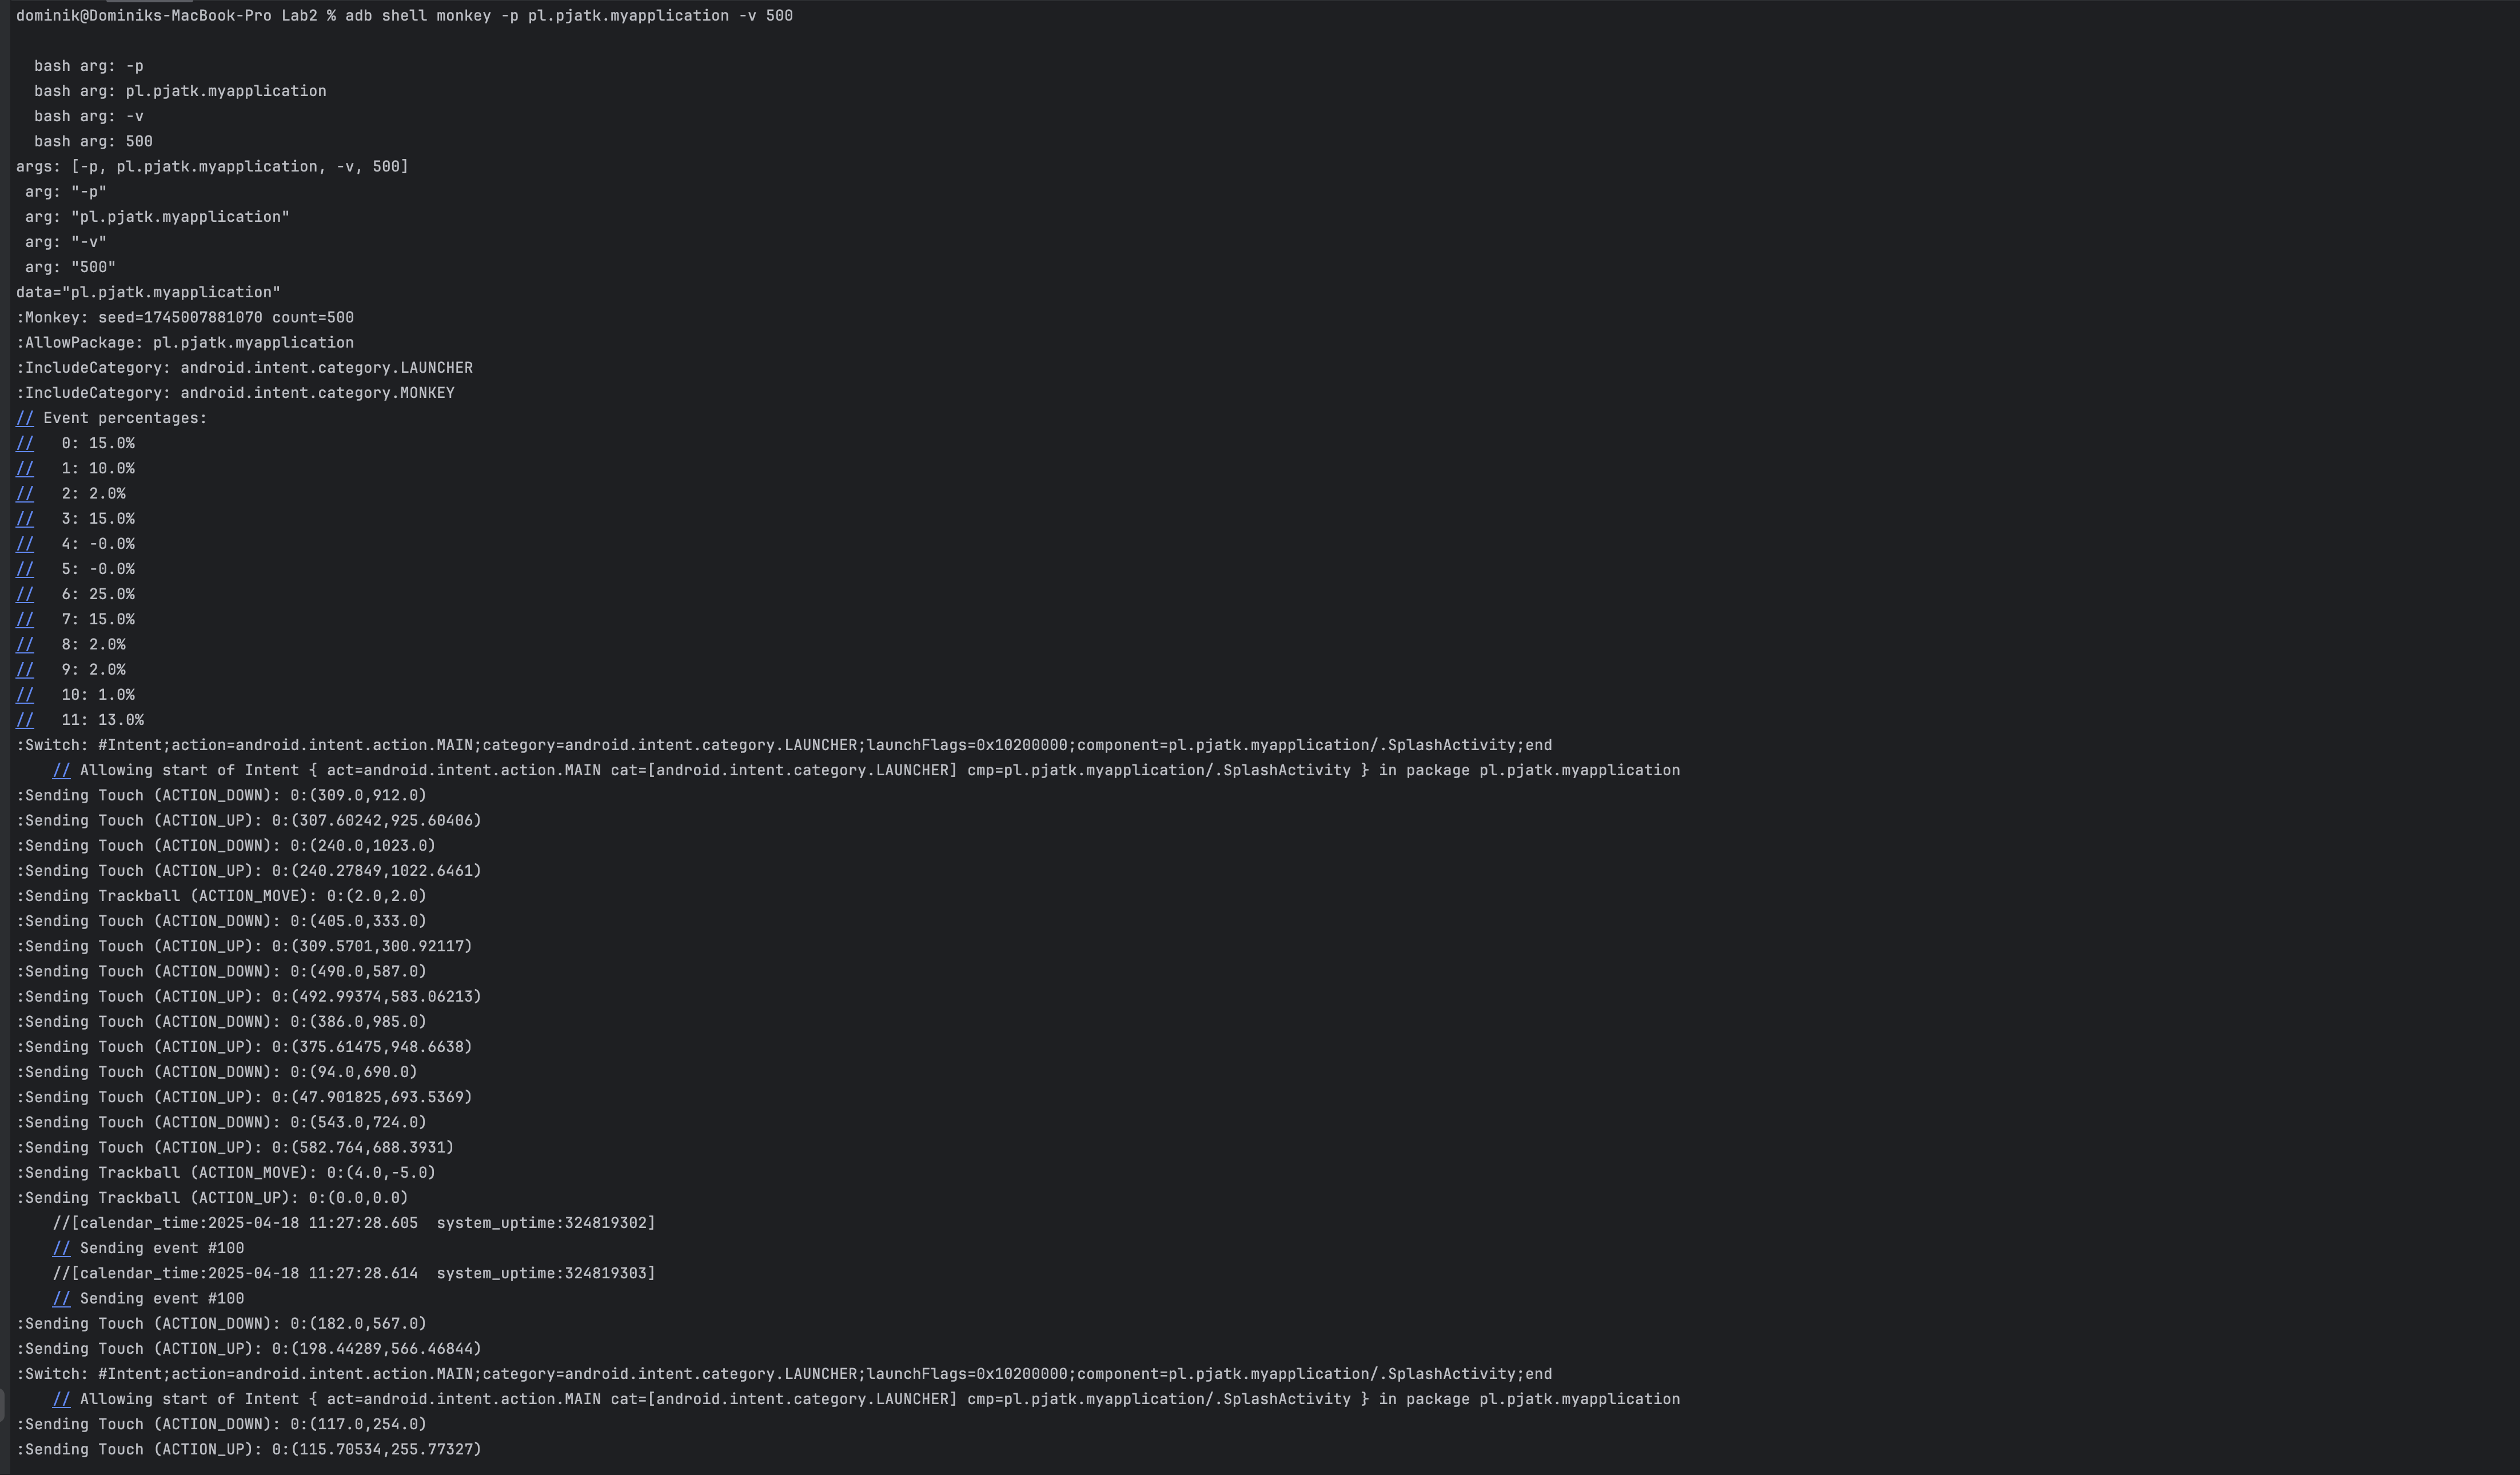 dominik@Dominiks-MacBook-Pro Lab2 % adb shell monkey -p pl.pjatk.myapplication -v 500
bash arg: -p
bash arg: pl.pjatk.myapplication
bash arg: -v
bash arg: 500
args: [-p, pl.pjatk.myapplication, -v, 500]
arg: "-p"
arg: "pl.pjatk.myapplication"
arg: "-v"
arg: "500"
data="pl.pjatk.myapplication"
:Monkey: seed=1745007881070 count=500
:AllowPackage: pl.pjatk.myapplication
:IncludeCategory: android.intent.category.LAUNCHER
:IncludeCategory: android.intent.category.MONKEY
// Event percentages:
//   0: 15.0%
//   1: 10.0%
//   2: 2.0%
//   3: 15.0%
//   4: -0.0%
//   5: -0.0%
//   6: 25.0%
//   7: 15.0%
//   8: 2.0%
//   9: 2.0%
//   10: 1.0%
//   11: 13.0%
:Switch: #Intent;action=android.intent.action.MAIN;category=android.intent.category.LAUNCHER;launchFlags=0x10200000;component=pl.pjatk.myapplication/.SplashActivity;end
// Allowing start of Intent { act=android.intent.action.MAIN cat=[android.intent.category.LAUNCHER] cmp=pl.pjatk.myapplication/.SplashActivity } in package pl.pjatk.myapplication
:Sending Touch (ACTION_DOWN): 0:(309.0,912.0)
:Sending Touch (ACTION_UP): 0:(307.60242,925.60406)
:Sending Touch (ACTION_DOWN): 0:(240.0,1023.0)
:Sending Touch (ACTION_UP): 0:(240.27849,1022.6461)
:Sending Trackball (ACTION_MOVE): 0:(2.0,2.0)
:Sending Touch (ACTION_DOWN): 0:(405.0,333.0)
:Sending Touch (ACTION_UP): 0:(309.5701,300.92117)
:Sending Touch (ACTION_DOWN): 0:(490.0,587.0)
:Sending Touch (ACTION_UP): 0:(492.99374,583.06213)
:Sending Touch (ACTION_DOWN): 0:(386.0,985.0)
:Sending Touch (ACTION_UP): 0:(375.61475,948.6638)
:Sending Touch (ACTION_DOWN): 0:(94.0,690.0)
:Sending Touch (ACTION_UP): 0:(47.901825,693.5369)
:Sending Touch (ACTION_DOWN): 0:(543.0,724.0)
:Sending Touch (ACTION_UP): 0:(582.764,688.3931)
:Sending Trackball (ACTION_MOVE): 0:(4.0,-5.0)
:Sending Trackball (ACTION_UP): 0:(0.0,0.0)
//[calendar_time:2025-04-18 11:27:28.605  system_uptime:324819302]
// Sending event #100
//[calendar_time:2025-04-18 11:27:28.614  system_uptime:324819303]
// Sending event #100
:Sending Touch (ACTION_DOWN): 0:(182.0,567.0)
:Sending Touch (ACTION_UP): 0:(198.44289,566.46844)
:Switch: #Intent;action=android.intent.action.MAIN;category=android.intent.category.LAUNCHER;launchFlags=0x10200000;component=pl.pjatk.myapplication/.SplashActivity;end
// Allowing start of Intent { act=android.intent.action.MAIN cat=[android.intent.category.LAUNCHER] cmp=pl.pjatk.myapplication/.SplashActivity } in package pl.pjatk.myapplication
:Sending Touch (ACTION_DOWN): 0:(117.0,254.0)
:Sending Touch (ACTION_UP): 0:(115.70534,255.77327)